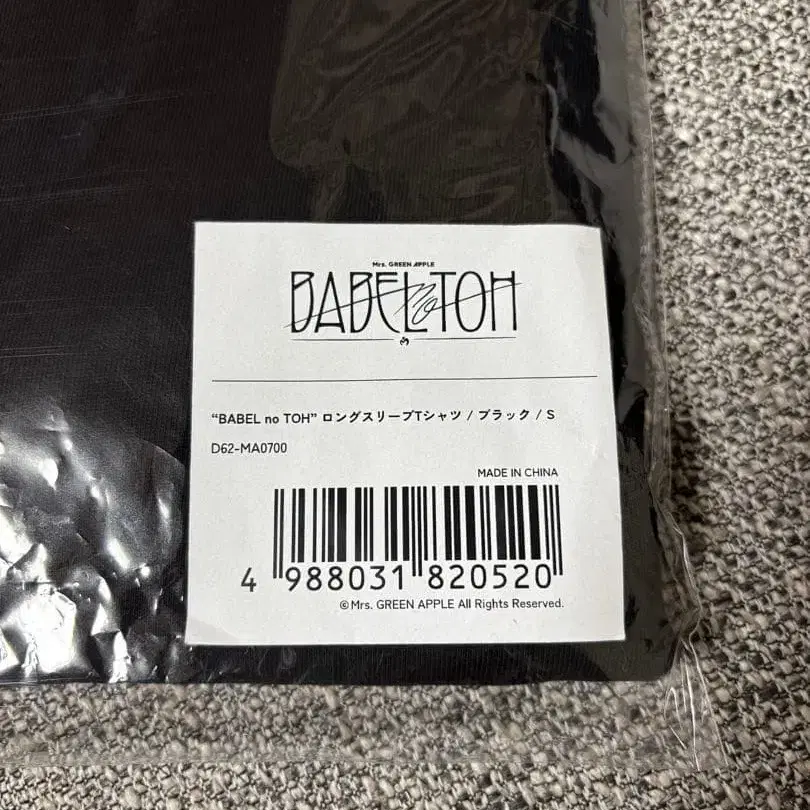 Mrs. GREEN APPLE
BABEL no TOH
“BABEL no TOH” ロングスリーブTシャツ / ブラック / S
D62-MA0700
MADE IN CHINA
4 988031 820520
©Mrs. GREEN APPLE All Rights Reserved.